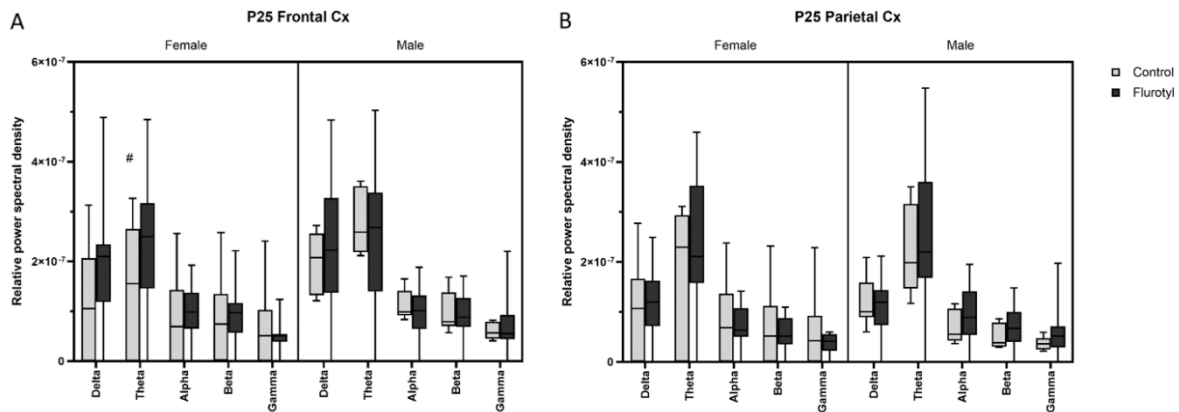 A
P25 Frontal Cx
Female
Male
Relative power spectral density
6×10⁻⁷
4×10⁻⁷
2×10⁻⁷
0
#
Delta
Theta
Alpha
Beta
Gamma
Delta
Theta
Alpha
Beta
Gamma
B
P25 Parietal Cx
Female
Male
Relative power spectral density
6×10⁻⁷
4×10⁻⁷
2×10⁻⁷
0
Delta
Theta
Alpha
Beta
Gamma
Delta
Theta
Alpha
Beta
Gamma
Control
Flurotyl